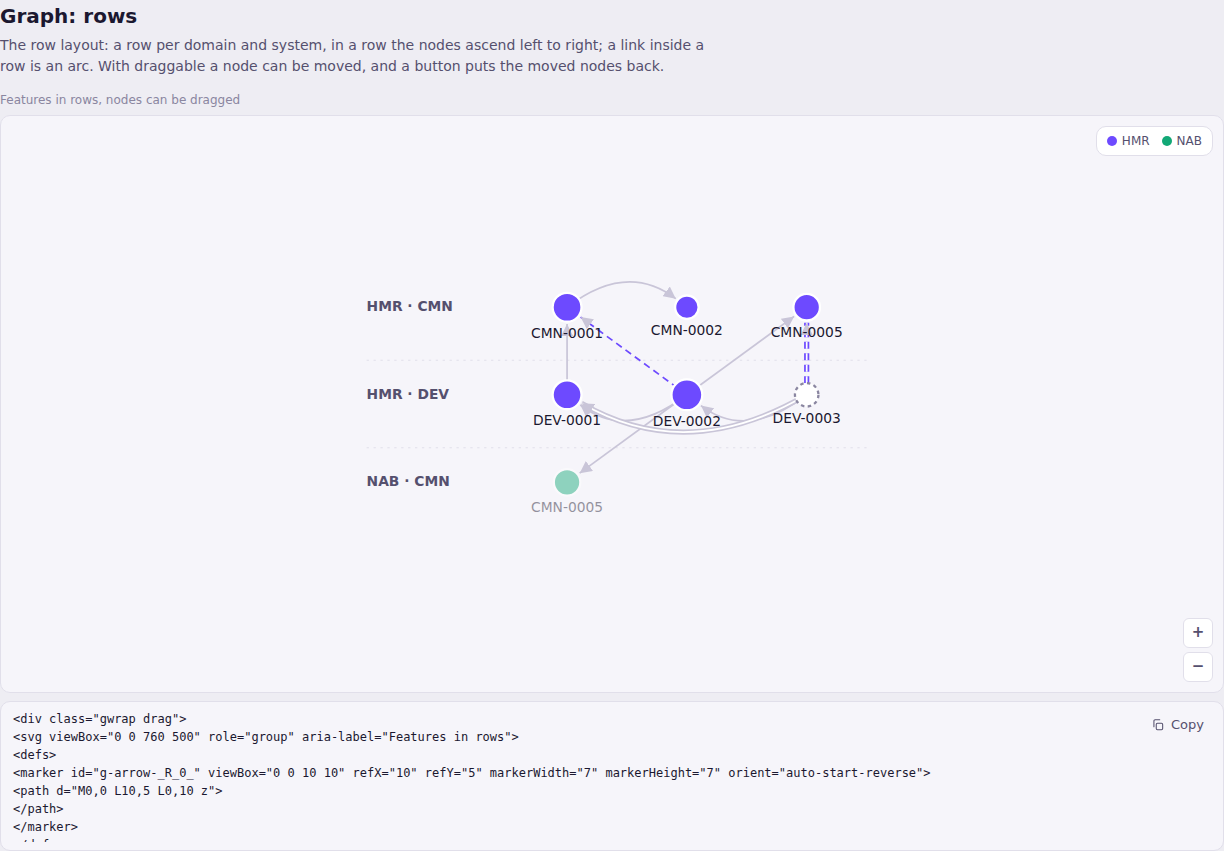 Graph: rows
The row layout: a row per domain and system, in a row the nodes ascend left to right; a link inside a
row is an arc. With draggable a node can be moved, and a button puts the moved nodes back.
Features in rows, nodes can be dragged
HMR NAB
HMR · CMN
CMN-0001 CMN-0002 CMN-0005
HMR · DEV
DEV-0001 DEV-0002 DEV-0003
NAB · CMN
CMN-0005
+
−
Copy
<div class="gwrap drag">
<svg viewBox="0 0 760 500" role="group" aria-label="Features in rows">
<defs>
<marker id="g-arrow-_R_0_" viewBox="0 0 10 10" refX="10" refY="5" markerWidth="7" markerHeight="7" orient="auto-start-reverse">
<path d="M0,0 L10,5 L0,10 z">
</path>
</marker>